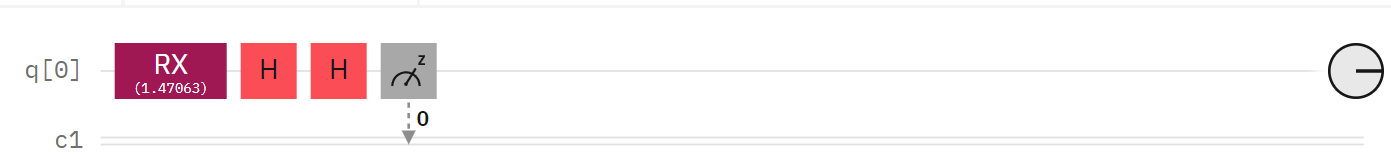 q[0] RX H H z
(1.47063)
0
c1